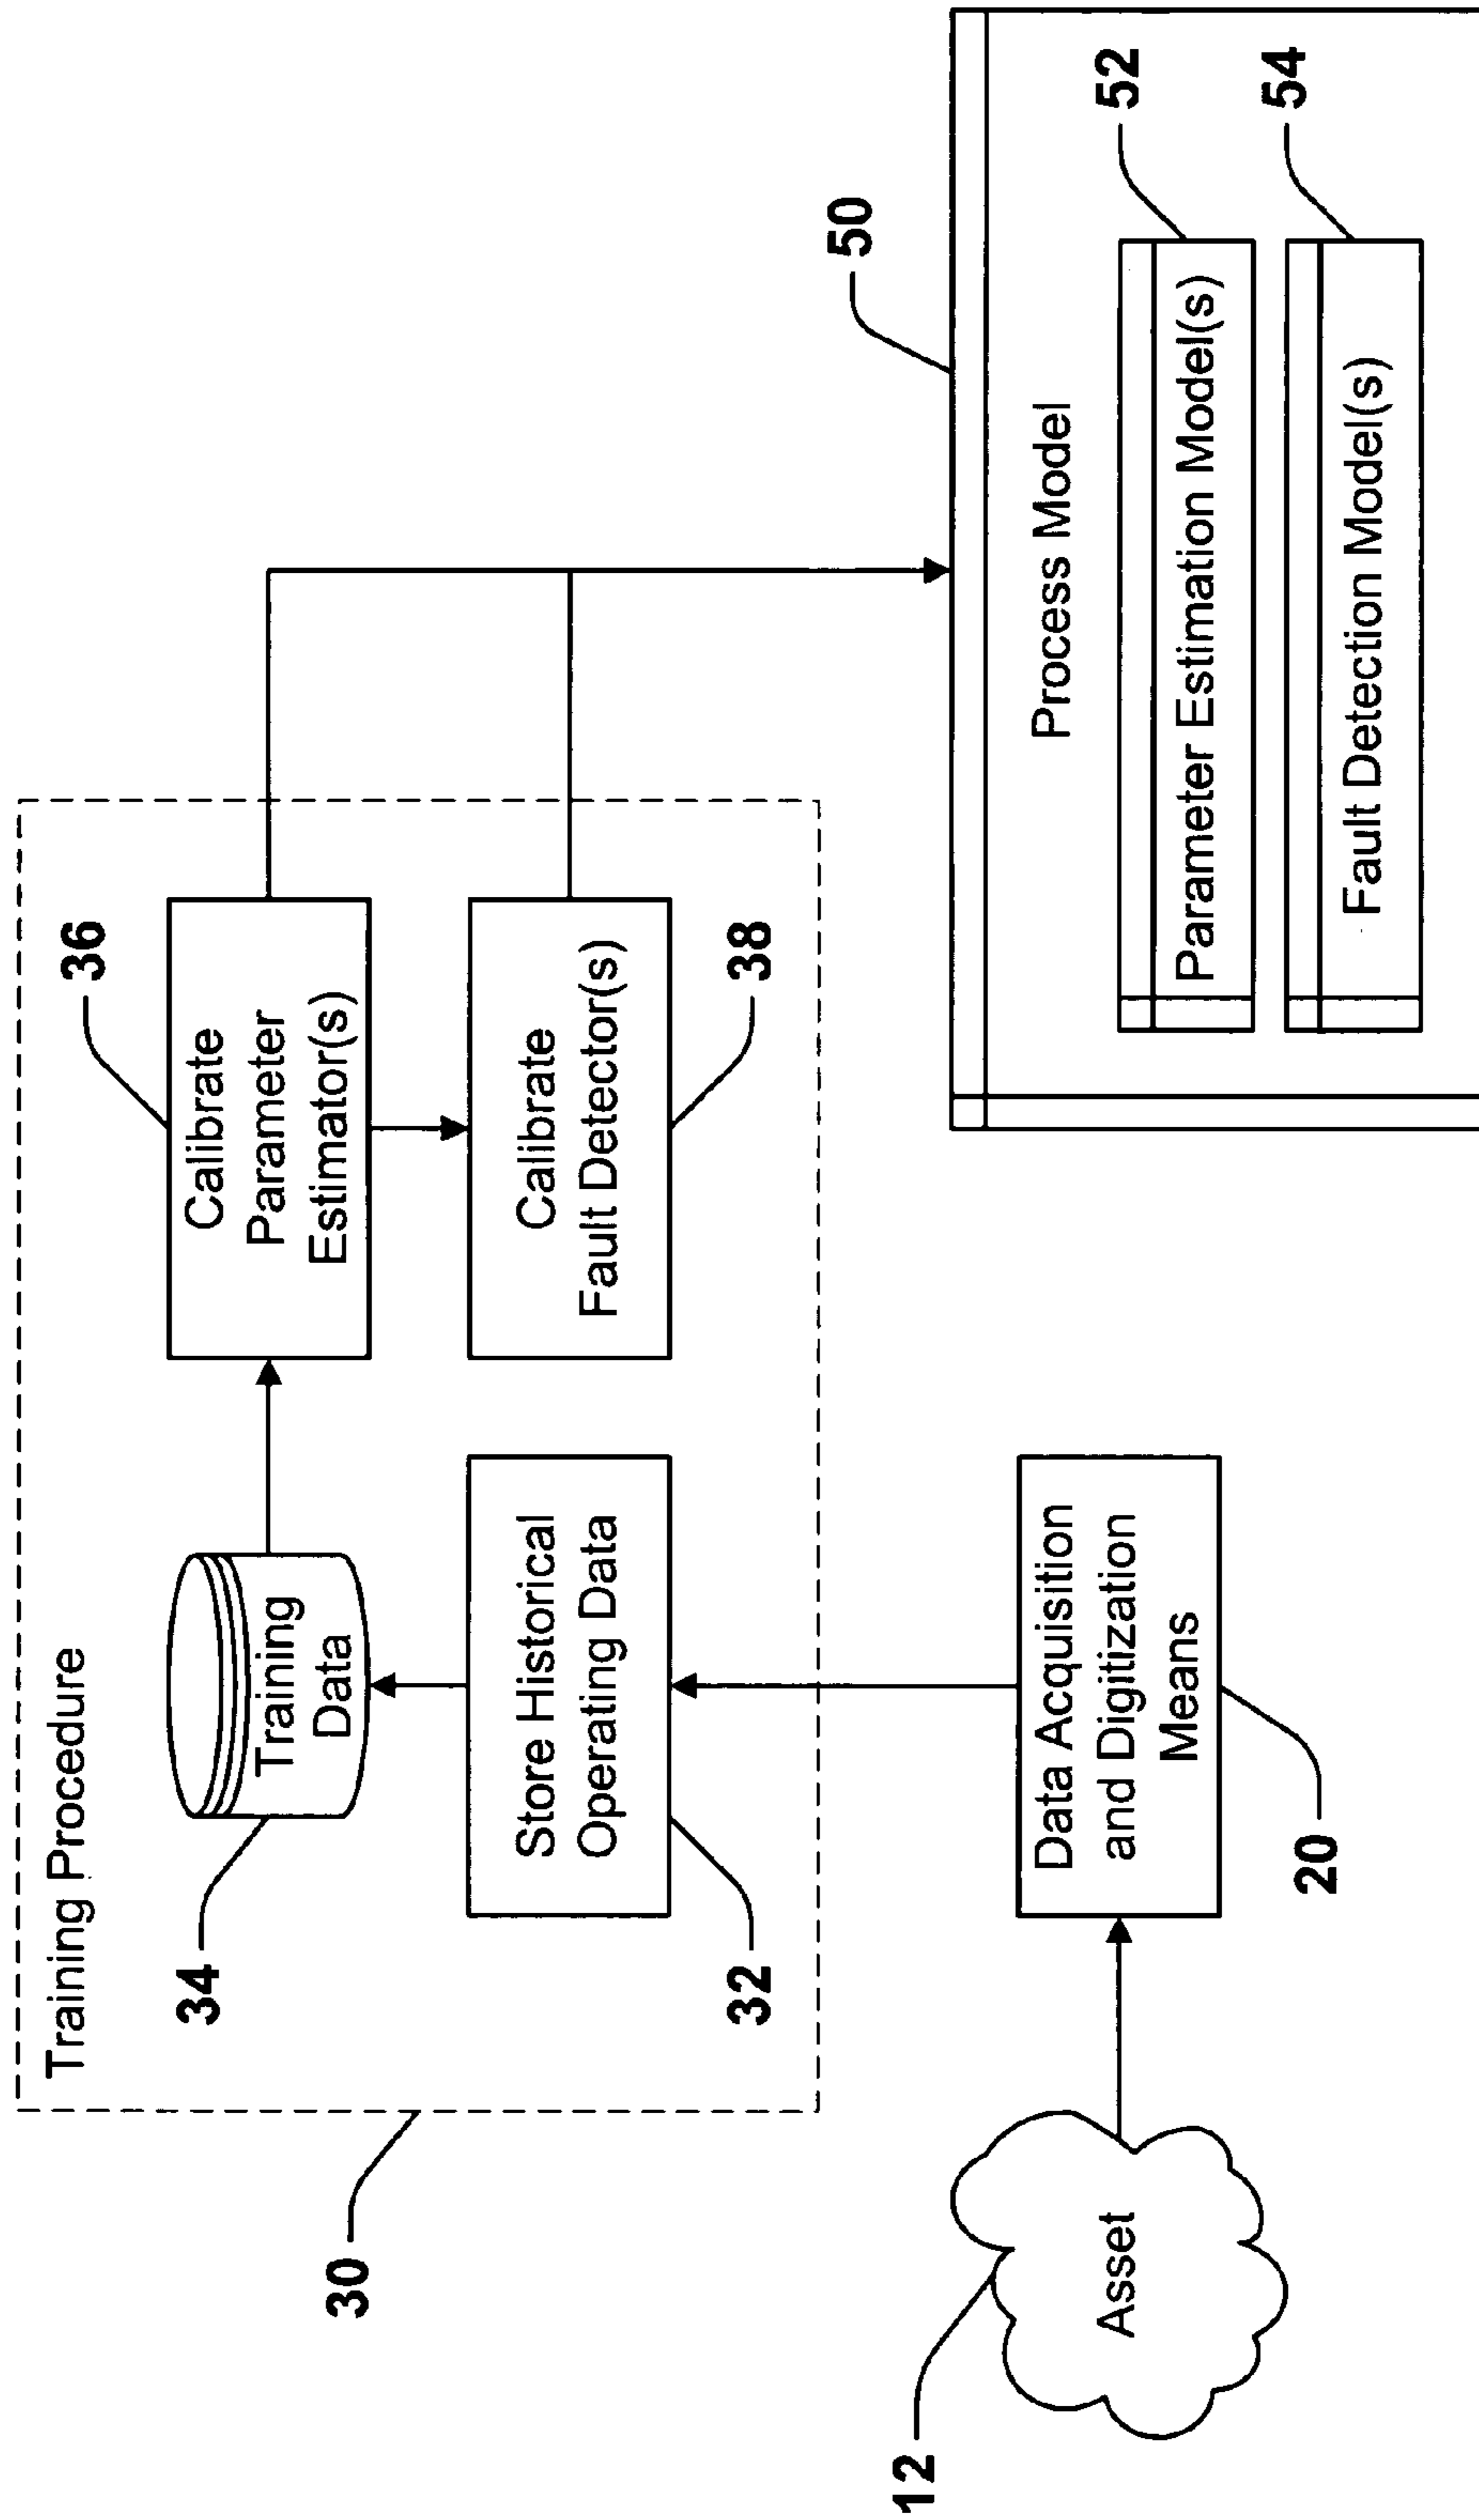 Training Procedure
34
Training
Data
36
Calibrate
Parameter
Estimator(s)
30
32
Store Historical
Operating Data
38
Calibrate
Fault Detector(s)
50
12
Asset
20
Data Acquisition
and Digitization
Means
Process Model
52
Parameter Estimation Model(s)
54
Fault Detection Model(s)